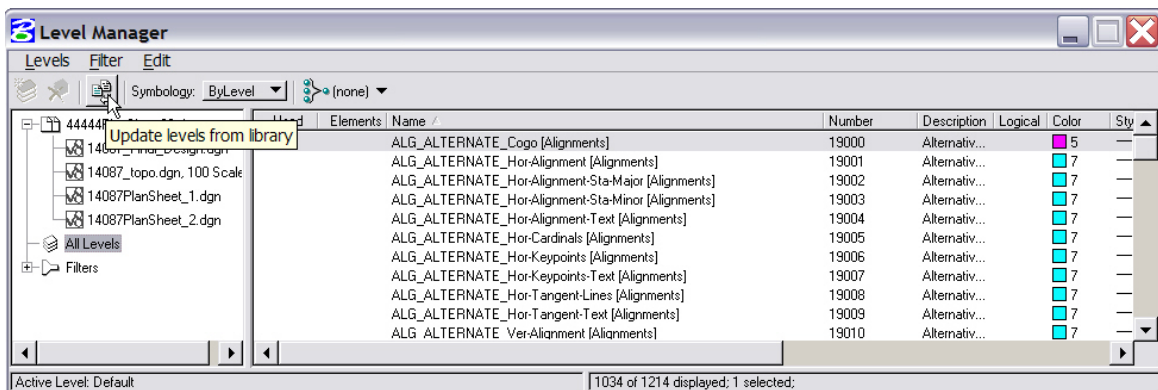 Level Manager
Levels Filter Edit
Symbology: ByLevel (none)
Update levels from library
14087_topo.dgn, 100 Scale
14087PlanSheet_1.dgn
14087PlanSheet_2.dgn
All Levels
Filters
Elements Name Number Description Logical Color Sty
ALG_ALTERNATE_Cogo [Alignments] 19000 Alternativ... 5
ALG_ALTERNATE_Hor-Alignment [Alignments] 19001 Alternativ... 7
ALG_ALTERNATE_Hor-Alignment-Sta-Major [Alignments] 19002 Alternativ... 7
ALG_ALTERNATE_Hor-Alignment-Sta-Minor [Alignments] 19003 Alternativ... 7
ALG_ALTERNATE_Hor-Alignment-Text [Alignments] 19004 Alternativ... 7
ALG_ALTERNATE_Hor-Cardinals [Alignments] 19005 Alternativ... 7
ALG_ALTERNATE_Hor-Keypoints [Alignments] 19006 Alternativ... 7
ALG_ALTERNATE_Hor-Keypoints-Text [Alignments] 19007 Alternativ... 7
ALG_ALTERNATE_Hor-Tangent-Lines [Alignments] 19008 Alternativ... 7
ALG_ALTERNATE_Hor-Tangent-Text [Alignments] 19009 Alternativ... 7
ALG_ALTERNATE_Ver-Alignment [Alignments] 19010 Alternativ... 7
Active Level: Default
1034 of 1214 displayed; 1 selected;